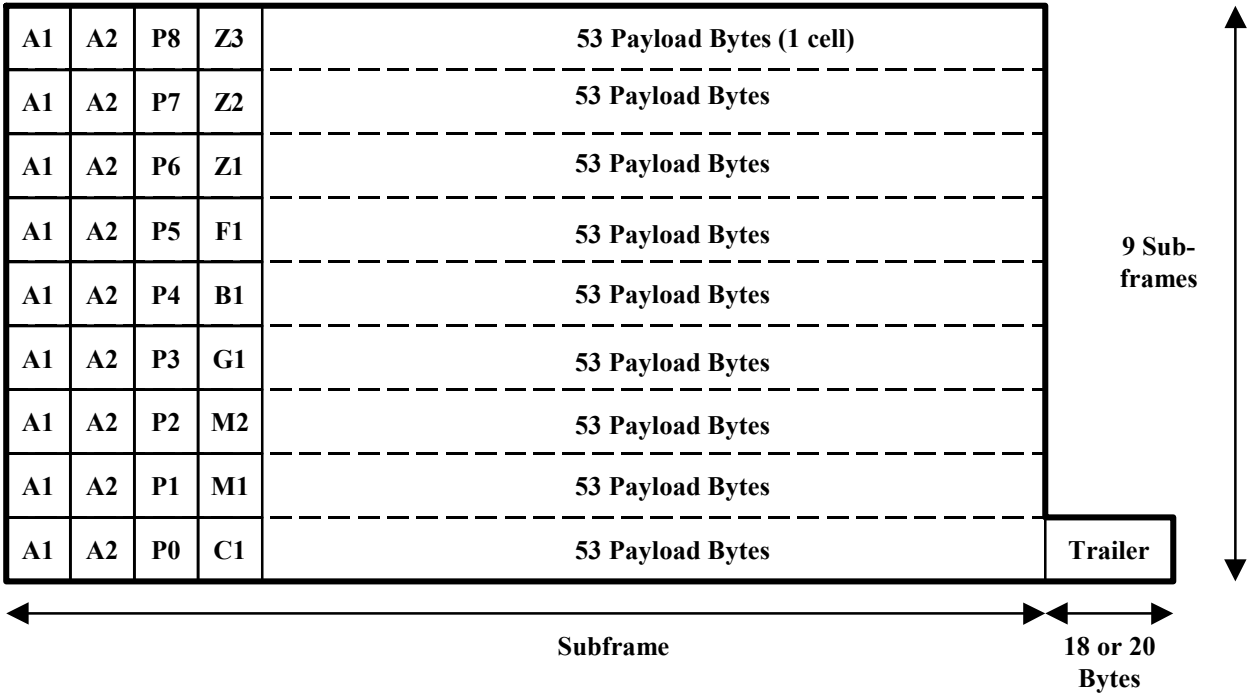 A1 A2 P8 Z3 53 Payload Bytes (1 cell)
A1 A2 P7 Z2 53 Payload Bytes
A1 A2 P6 Z1 53 Payload Bytes
A1 A2 P5 F1 53 Payload Bytes
A1 A2 P4 B1 53 Payload Bytes
A1 A2 P3 G1 53 Payload Bytes
A1 A2 P2 M2 53 Payload Bytes
A1 A2 P1 M1 53 Payload Bytes
A1 A2 P0 C1 53 Payload Bytes Trailer
9 Sub-
frames
Subframe
18 or 20
Bytes